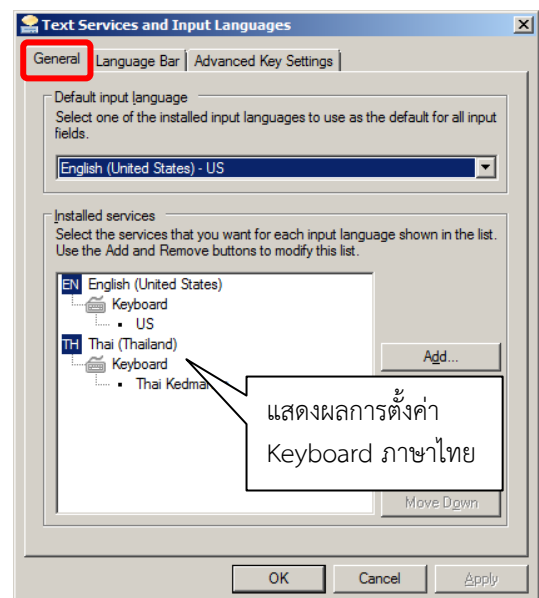 Text Services and Input Languages
General
Language Bar
Advanced Key Settings
Default input language
Select one of the installed input languages to use as the default for all input
fields.
English (United States) - US
Installed services
Select the services that you want for each input language shown in the list.
Use the Add and Remove buttons to modify this list.
EN English (United States)
Keyboard
US
TH Thai (Thailand)
Keyboard
Thai
Add...
แสดงผลการตั้งค่า
Keyboard ภาษาไทย
Move Down
OK
Cancel
Apply